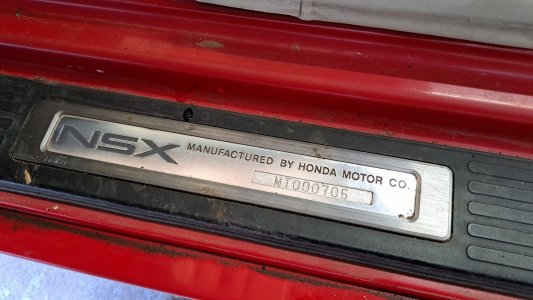 NSX MANUFACTURED BY HONDA MOTOR CO.
MT000705